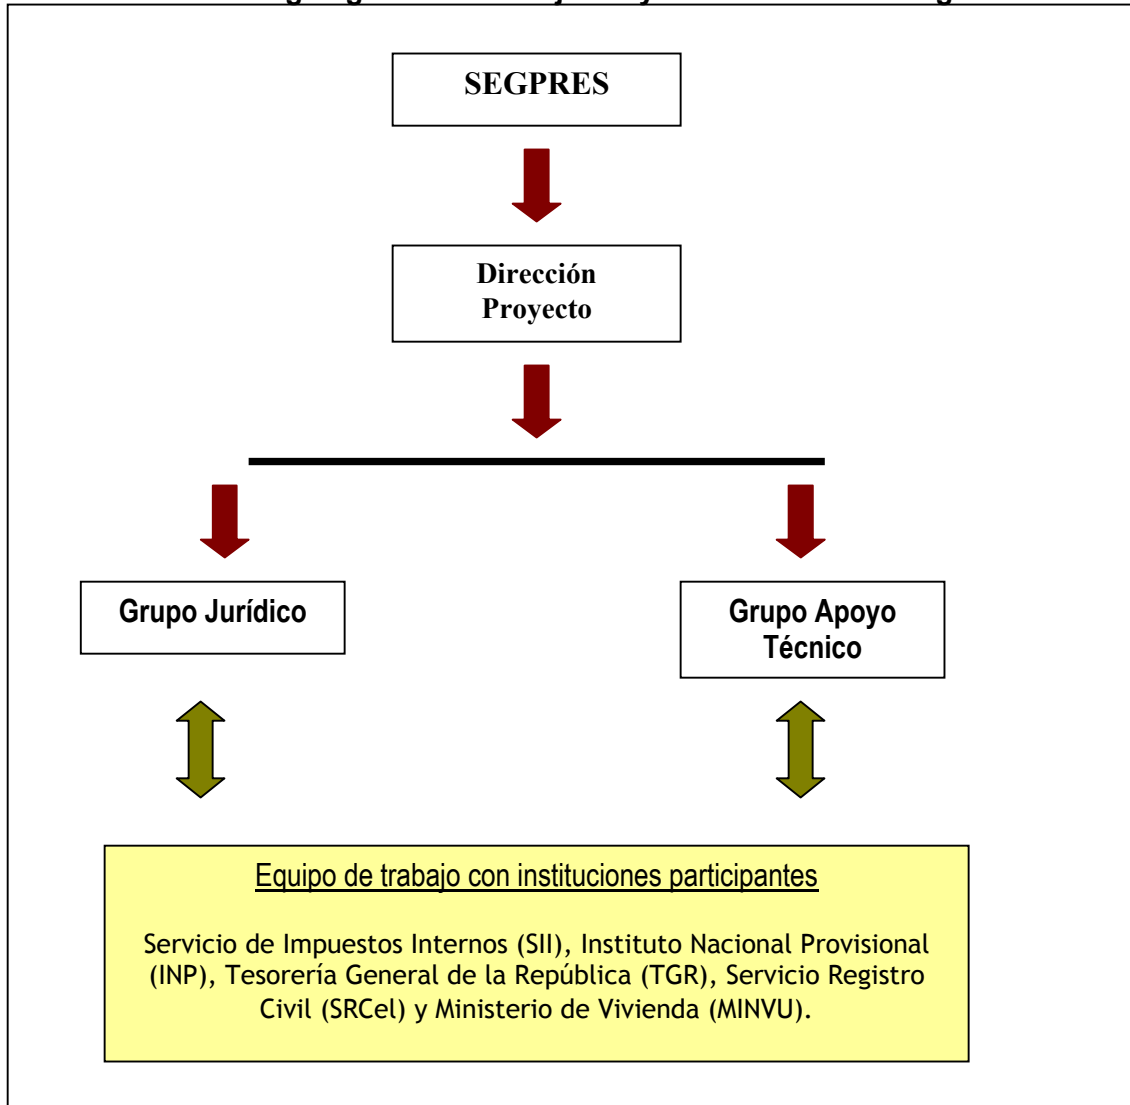 SEGPRES
Dirección
Proyecto
Grupo Jurídico
Grupo Apoyo
Técnico
Equipo de trabajo con instituciones participantes
Servicio de Impuestos Internos (SII), Instituto Nacional Provisional
(INP), Tesorería General de la República (TGR), Servicio Registro
Civil (SRCel) y Ministerio de Vivienda (MINVU).